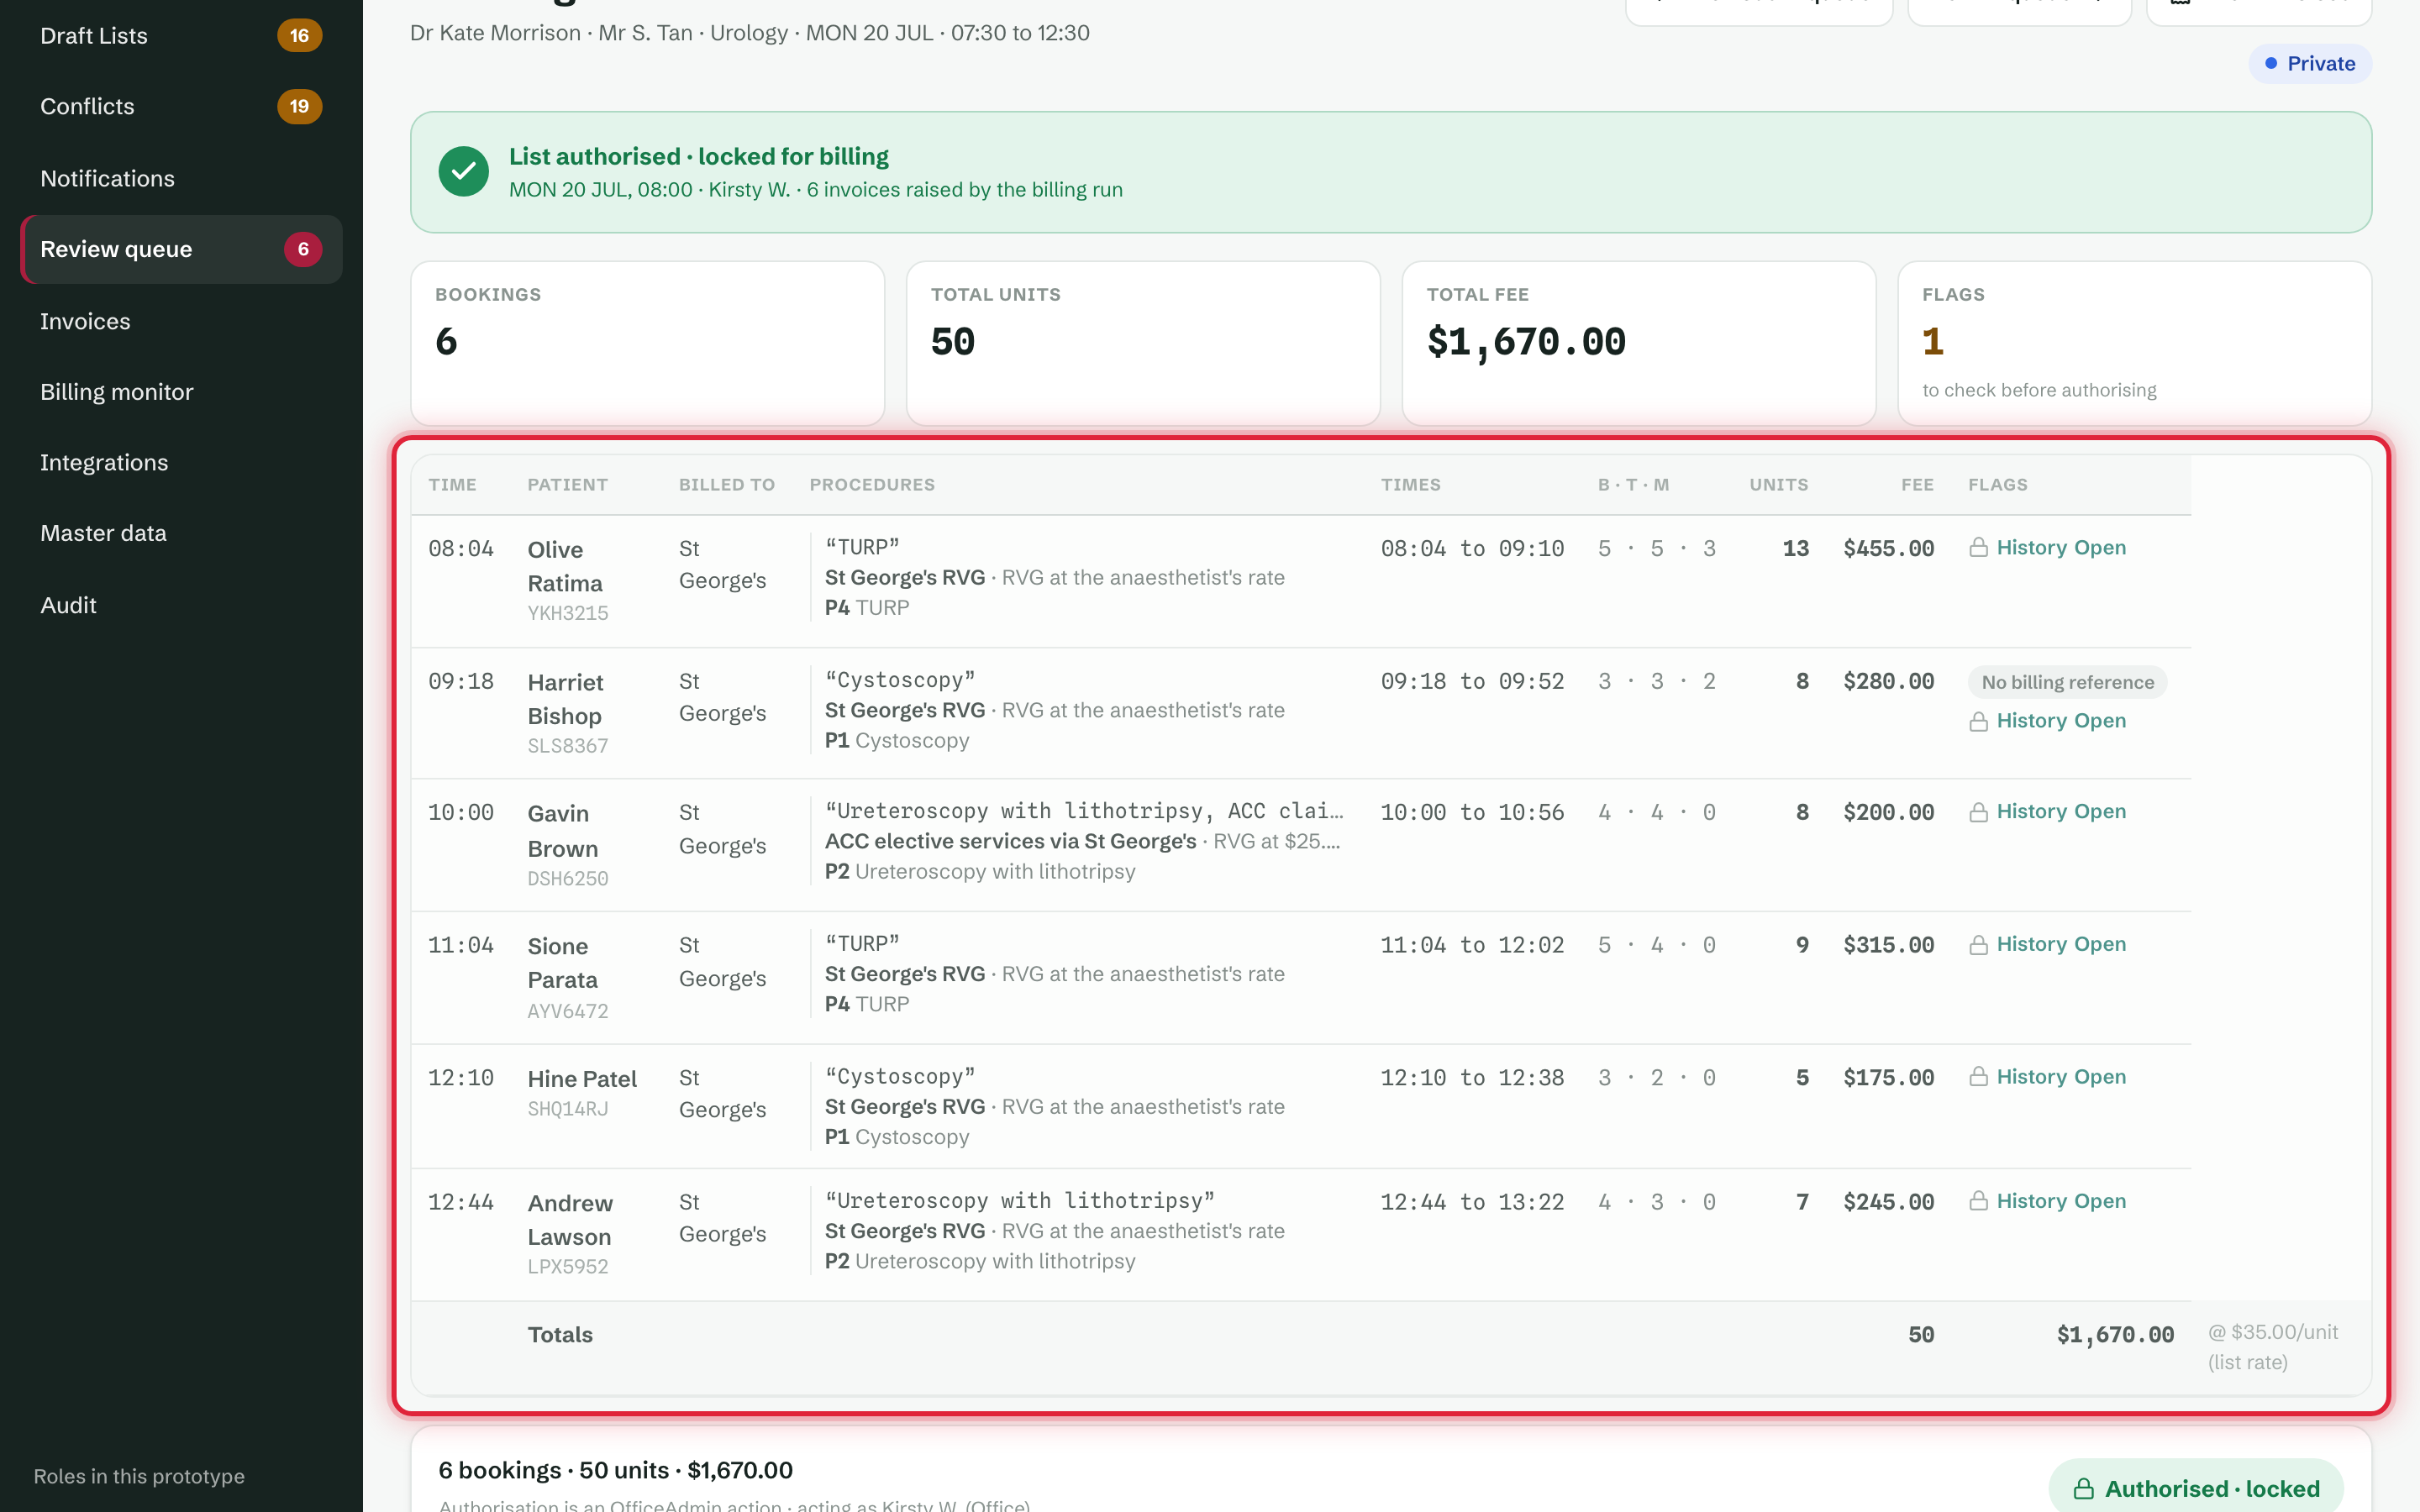 Draft Lists 16
Conflicts 19
Notifications
Review queue 6
Invoices
Billing monitor
Integrations
Master data
Audit
Roles in this prototype
Dr Kate Morrison · Mr S. Tan · Urology · MON 20 JUL · 07:30 to 12:30
Private
List authorised · locked for billing
MON 20 JUL, 08:00 · Kirsty W. · 6 invoices raised by the billing run
BOOKINGS
6
TOTAL UNITS
50
TOTAL FEE
$1,670.00
FLAGS
1
to check before authorising
TIME PATIENT BILLED TO PROCEDURES TIMES B · T · M UNITS FEE FLAGS
08:04 Olive St “TURP” 08:04 to 09:10 5 · 5 · 3 13 $455.00 History Open
Ratima George's St George's RVG · RVG at the anaesthetist's rate
YKH3215 P4 TURP
09:18 Harriet St “Cystoscopy” 09:18 to 09:52 3 · 3 · 2 8 $280.00 No billing reference
Bishop George's St George's RVG · RVG at the anaesthetist's rate History Open
SLS8367 P1 Cystoscopy
10:00 Gavin St “Ureteroscopy with lithotripsy, ACC clai… 10:00 to 10:56 4 · 4 · 0 8 $200.00 History Open
Brown George's ACC elective services via St George's · RVG at $25.…
DSH6250 P2 Ureteroscopy with lithotripsy
11:04 Sione St “TURP” 11:04 to 12:02 5 · 4 · 0 9 $315.00 History Open
Parata George's St George's RVG · RVG at the anaesthetist's rate
AYV6472 P4 TURP
12:10 Hine Patel St “Cystoscopy” 12:10 to 12:38 3 · 2 · 0 5 $175.00 History Open
SHQ14RJ George's St George's RVG · RVG at the anaesthetist's rate
P1 Cystoscopy
12:44 Andrew St “Ureteroscopy with lithotripsy” 12:44 to 13:22 4 · 3 · 0 7 $245.00 History Open
Lawson George's St George's RVG · RVG at the anaesthetist's rate
LPX5952 P2 Ureteroscopy with lithotripsy
Totals 50 $1,670.00 @ $35.00/unit
(list rate)
6 bookings · 50 units · $1,670.00
Authorised · locked
Authorisation is an OfficeAdmin action · acting as Kirsty W. (Office)